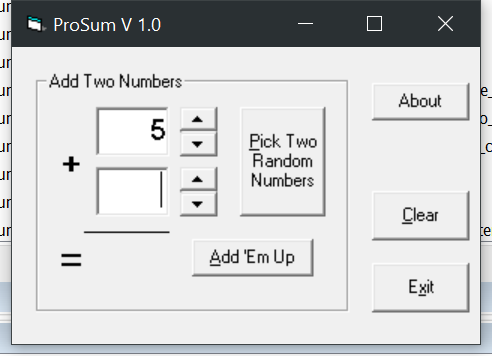 ProSum V 1.0
Add Two Numbers
5
+
=
Pick Two
Random
Numbers
Add 'Em Up
About
Clear
Exit